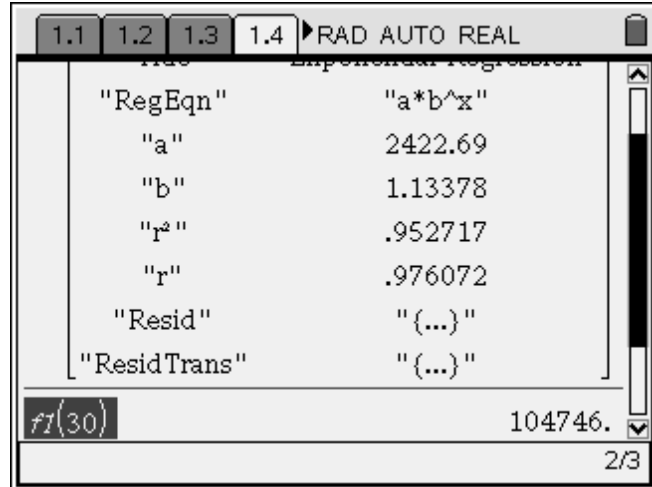 1.1 1.2 1.3 1.4 RAD AUTO REAL
"RegEqn" "a*b^x"
"a" 2422.69
"b" 1.13378
"r²" .952717
"r" .976072
"Resid" "{...}"
"ResidTrans" "{...}"
f1(30) 104746.
2/3